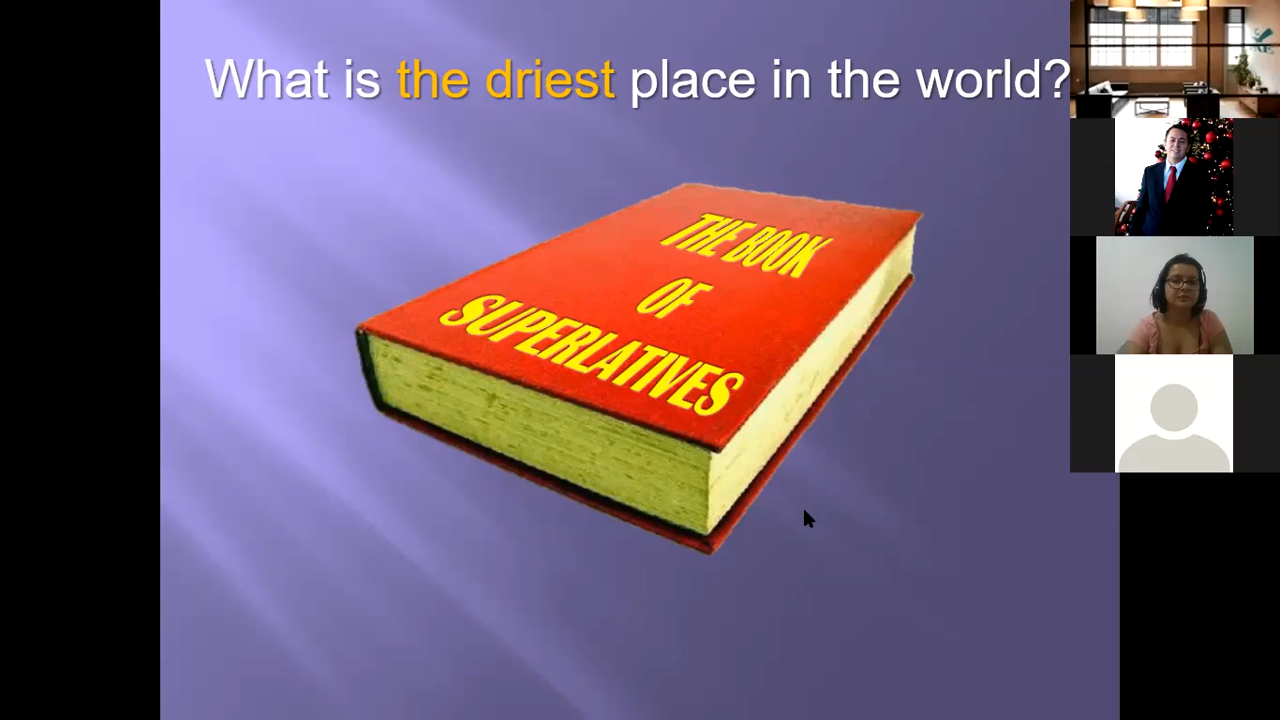 What is the driest place in the world?
THE BOOK
OF
SUPERLATIVES